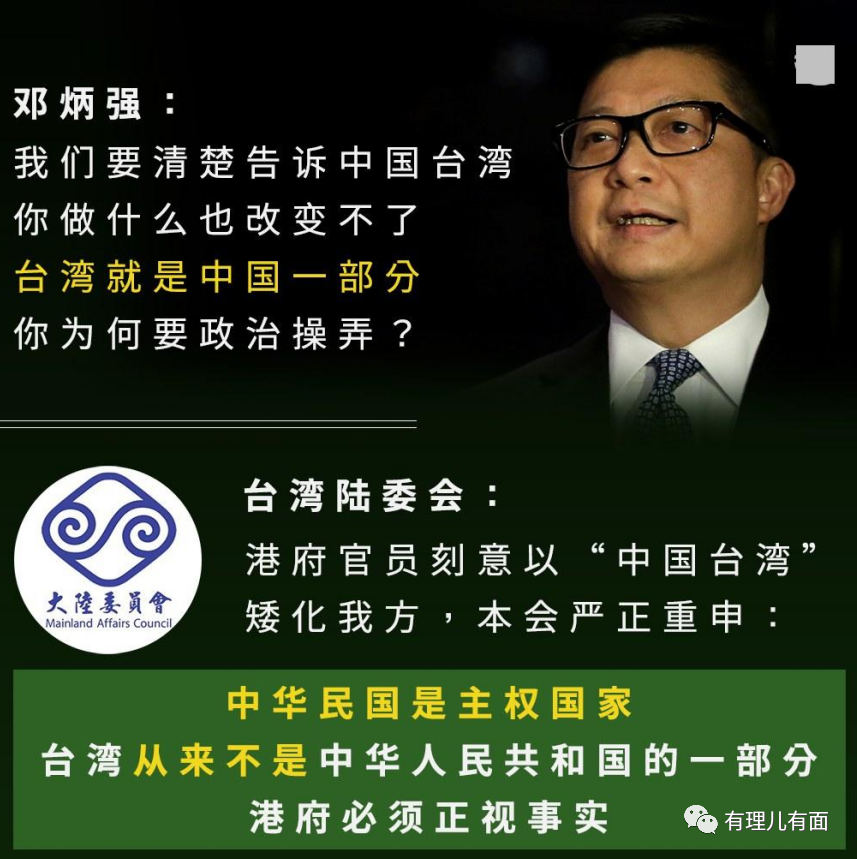 邓炳强：
我们要清楚告诉中国台湾
你做什么也改变不了
台湾就是中国一部分
你为何要政治操弄？
台湾陆委会：
港府官员刻意以“中国台湾”
矮化我方，本会严正重申：
大陸委員會
Mainland Affairs Council
中华民国是主权国家
台湾从来不是中华人民共和国的一部分
港府必须正视事实
有理儿有面